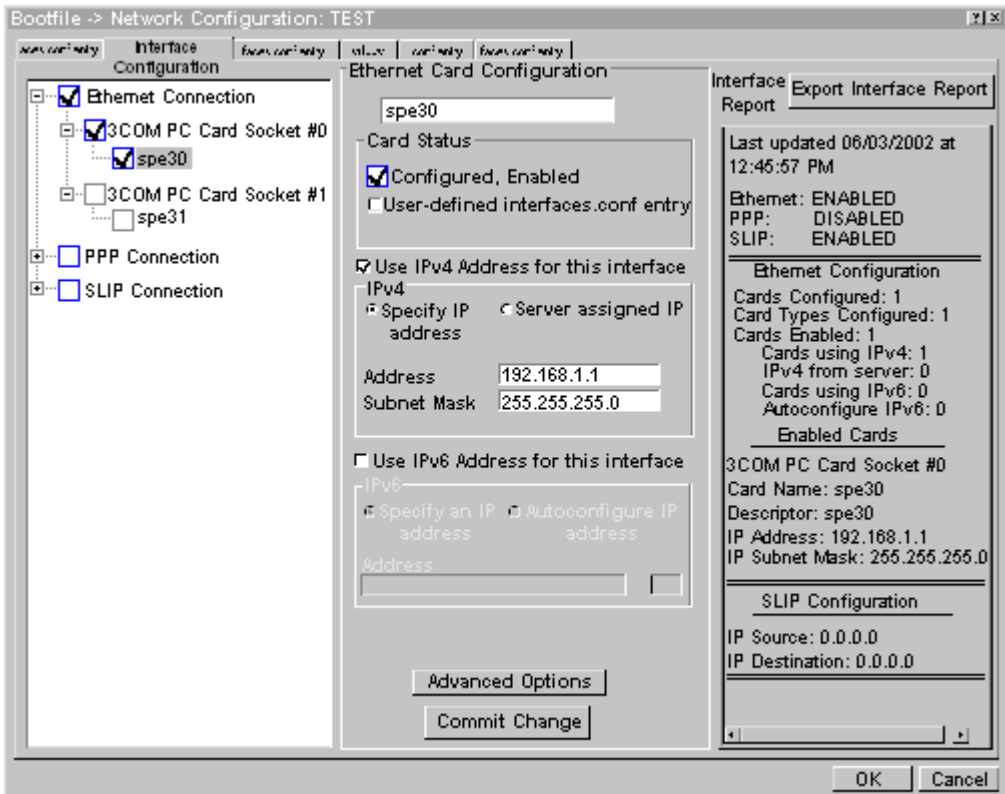 Bootfile -> Network Configuration: TEST
Interface
Configuration
Ethernet Connection
3COM PC Card Socket #0
spe30
3COM PC Card Socket #1
spe31
PPP Connection
SLIP Connection
Ethernet Card Configuration
spe30
Card Status
Configured, Enabled
User-defined interfaces.conf entry
Use IPv4 Address for this interface
IPv4
Specify IP
address
Server assigned IP
Address 192.168.1.1
Subnet Mask 255.255.255.0
Use IPv6 Address for this interface
IPv6
Specify an IP
address
Autoconfigure IP
address
Address
Advanced Options
Commit Change
Interface
Report
Export Interface Report
Last updated 06/03/2002 at
12:45:57 PM
Ethernet: ENABLED
PPP: DISABLED
SLIP: ENABLED
Ethernet Configuration
Cards Configured: 1
Card Types Configured: 1
Cards Enabled: 1
Cards using IPv4: 1
IPv4 from server: 0
Cards using IPv6: 0
Autoconfigure IPv6: 0
Enabled Cards
3COM PC Card Socket #0
Card Name: spe30
Descriptor: spe30
IP Address: 192.168.1.1
IP Subnet Mask: 255.255.255.0
SLIP Configuration
IP Source: 0.0.0.0
IP Destination: 0.0.0.0
OK
Cancel